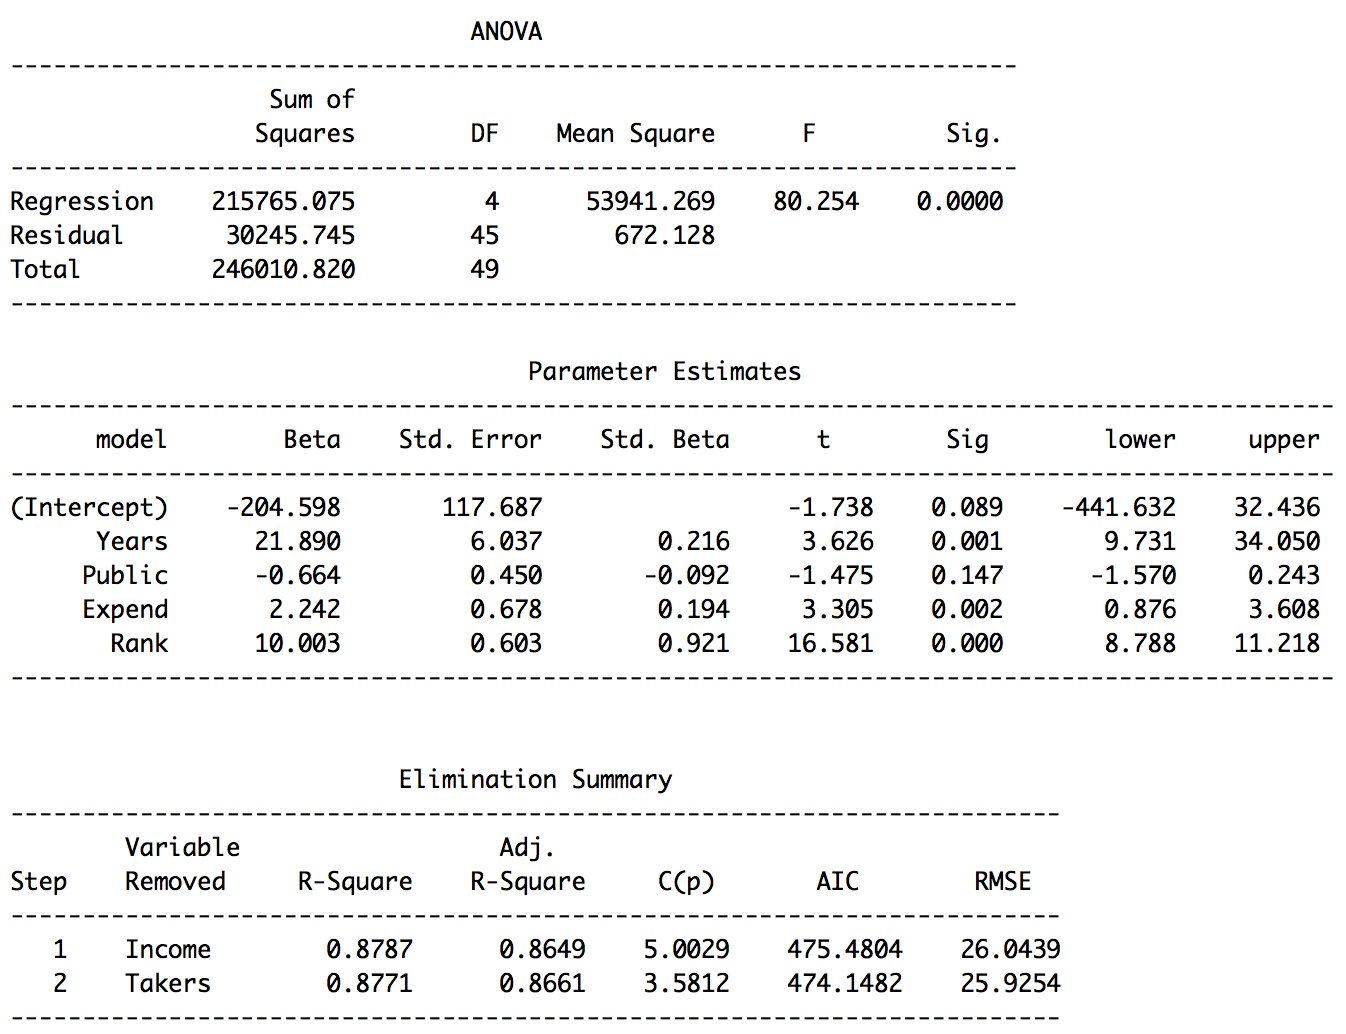 ANOVA
-----------------------------------------------------------------------
Sum of
Squares DF Mean Square F Sig.
-----------------------------------------------------------------------
Regression 215765.075 4 53941.269 80.254 0.0000
Residual 30245.745 45 672.128
Total 246010.820 49
-----------------------------------------------------------------------
Parameter Estimates
--------------------------------------------------------------------------------------------
model Beta Std. Error Std. Beta t Sig lower upper
--------------------------------------------------------------------------------------------
(Intercept) -204.598 117.687 -1.738 0.089 -441.632 32.436
Years 21.890 6.037 0.216 3.626 0.001 9.731 34.050
Public -0.664 0.450 -0.092 -1.475 0.147 -1.570 0.243
Expend 2.242 0.678 0.194 3.305 0.002 0.876 3.608
Rank 10.003 0.603 0.921 16.581 0.000 8.788 11.218
--------------------------------------------------------------------------------------------
Elimination Summary
--------------------------------------------------------------------------
Variable Adj.
Step Removed R-Square R-Square C(p) AIC RMSE
--------------------------------------------------------------------------
1 Income 0.8787 0.8649 5.0029 475.4804 26.0439
2 Takers 0.8771 0.8661 3.5812 474.1482 25.9254
--------------------------------------------------------------------------